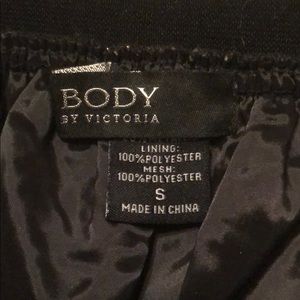 BODY
BY VICTORIA
LINING:
100%POLYESTER
MESH:
100%POLYESTER
S
MADE IN CHINA